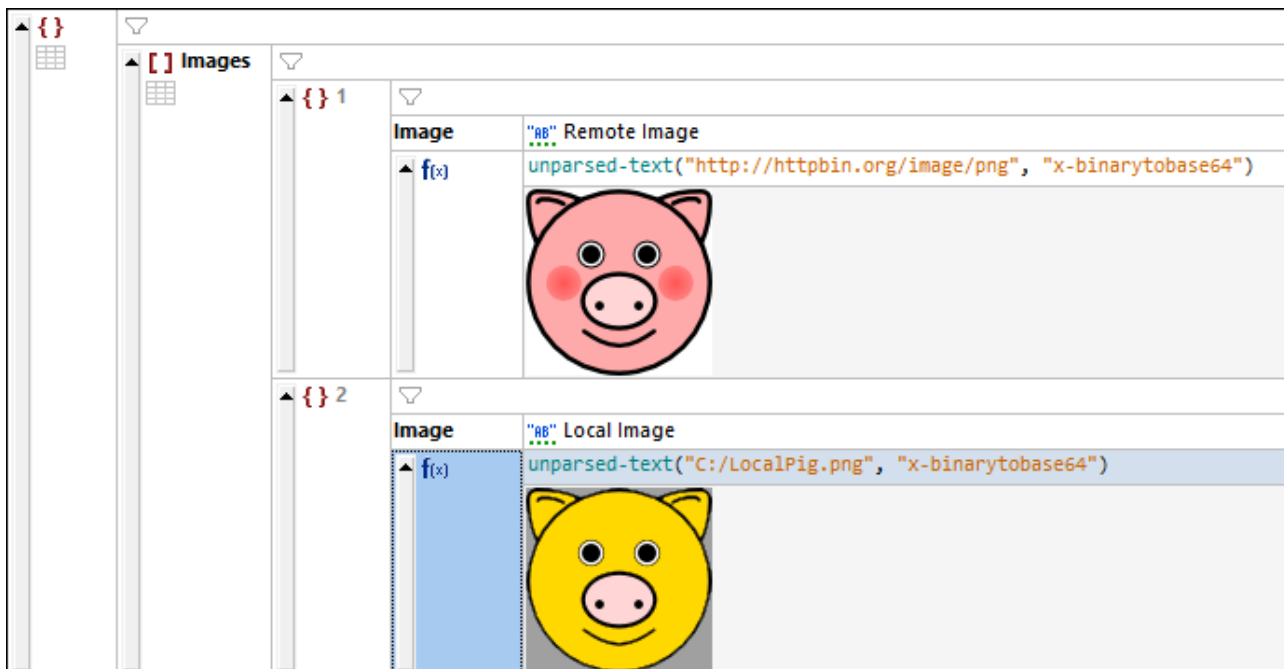 { }
[ ] Images
{ } 1
Image "AB" Remote Image
f(x) unparsed-text("http://httpbin.org/image/png", "x-binarytobase64")
{ } 2
Image "AB" Local Image
f(x) unparsed-text("C:/LocalPig.png", "x-binarytobase64")